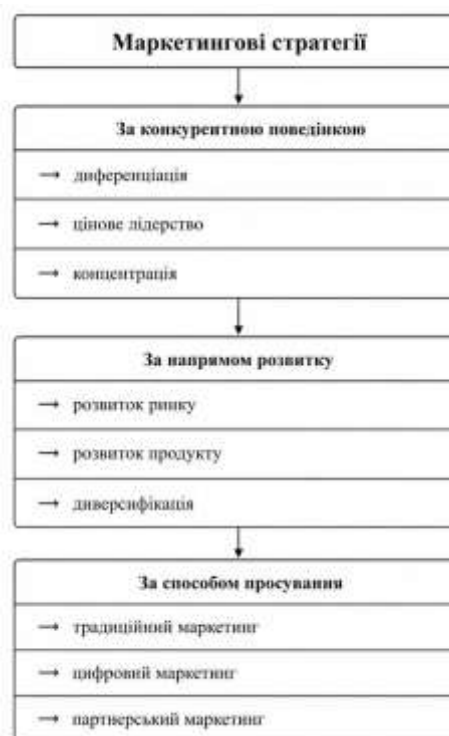 Маркетингові стратегії
За конкурентною поведінкою
→ диференціація
→ цінове лідерство
→ концентрація
За напрямом розвитку
→ розвиток ринку
→ розвиток продукту
→ диверсифікація
За способом просування
→ традиційний маркетинг
→ цифровий маркетинг
→ партнерський маркетинг